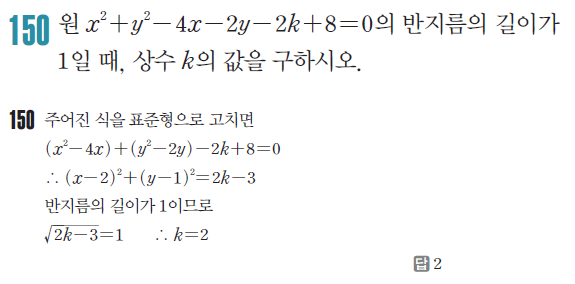 150 원 x²+y²-4x-2y-2k+8=0의 반지름의 길이가
1일 때, 상수 k의 값을 구하시오.
150 주어진 식을 표준형으로 고치면
(x²-4x)+(y²-2y)-2k+8=0
∴ (x-2)²+(y-1)²=2k-3
반지름의 길이가 1이므로
√(2k-3)=1 ∴ k=2
답 2